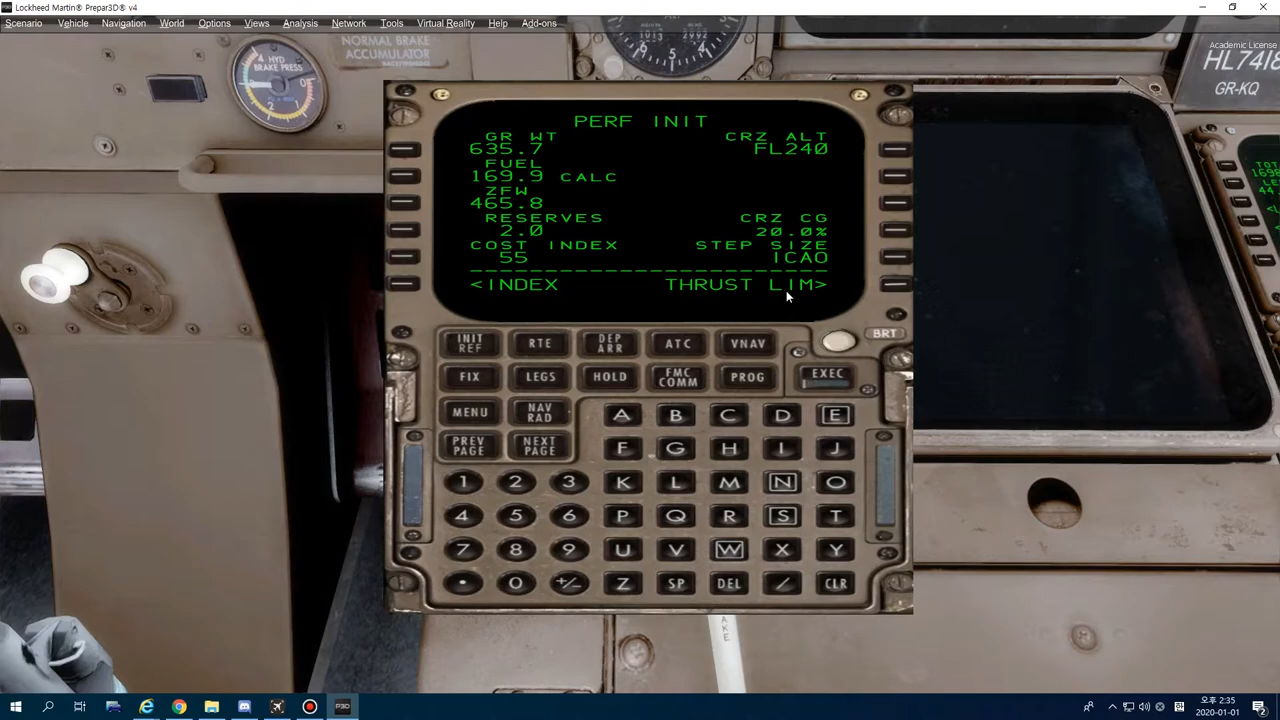 Lockheed Martin® Prepar3D® v4
Scenario Vehicle Navigation World Options Views Analysis Network Tools Virtual Reality Help Add-ons
Academic License
NORMAL BRAKE
ACCUMULATOR
HYD
BRAKE PRESS
1013 2992
HL7418
GR-KQ
PERF INIT
GR WT CRZ ALT
635.7 FL240
FUEL
169.9 CALC
ZFW
465.8
RESERVES CRZ CG
2.0 20.0%
COST INDEX STEP SIZE
55 ICAO
<INDEX THRUST LIM>
BRT
INIT REF RTE DEP ARR ATC VNAV
FIX LEGS HOLD FMC COMM PROG EXEC
MENU NAV RAD A B C D E
PREV PAGE NEXT PAGE F G H I J
1 2 3 K L M N O
4 5 6 P Q R S T
7 8 9 U V W X Y
. 0 +/- Z SP DEL / CLR
P3D
오후 2:35
2020-01-01
2